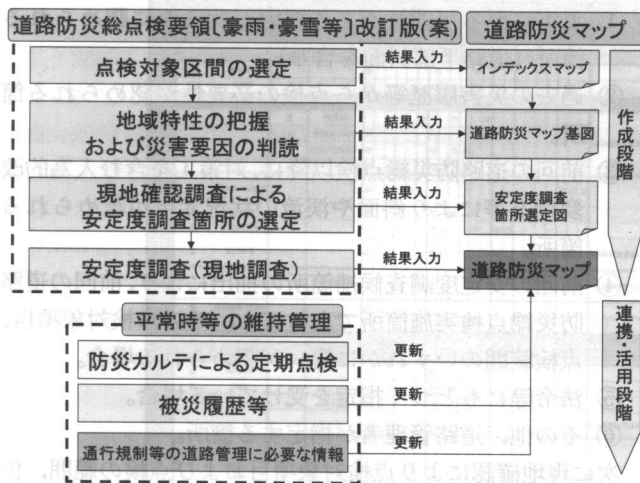 道路防災総点検要領〔豪雨・豪雪等〕改訂版(案)
道路防災マップ
点検対象区間の選定
結果入力
インデックスマップ
地域特性の把握
および災害要因の判読
結果入力
道路防災マップ基図
現地確認調査による
安定度調査箇所の選定
結果入力
安定度調査
箇所選定図
安定度調査(現地調査)
結果入力
道路防災マップ
作成段階
平常時等の維持管理
防災カルテによる定期点検
更新
被災履歴等
更新
通行規制等の道路管理に必要な情報
更新
連携・活用段階